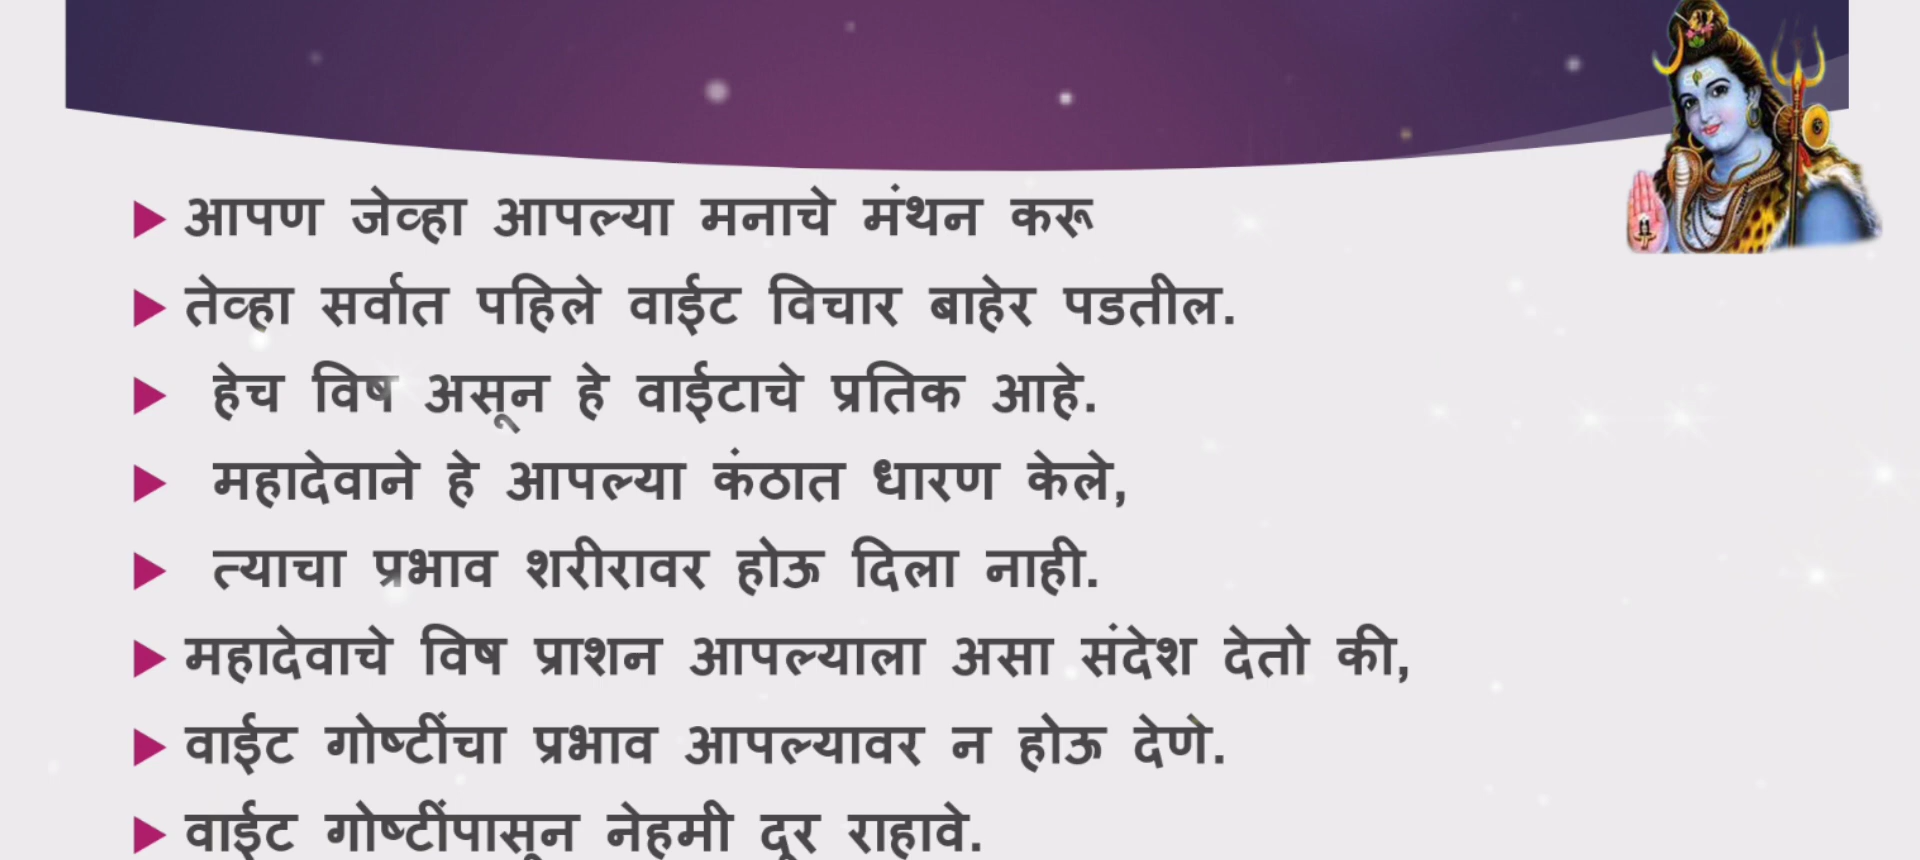 आपण जेव्हा आपल्या मनाचे मंथन करू
तेव्हा सर्वात पहिले वाईट विचार बाहेर पडतील.
हेच विष असून हे वाईटाचे प्रतिक आहे.
महादेवाने हे आपल्या कंठात धारण केले,
त्याचा प्रभाव शरीरावर होऊ दिला नाही.
महादेवाचे विष प्राशन आपल्याला असा संदेश देतो की,
वाईट गोष्टींचा प्रभाव आपल्यावर न होऊ देणे.
वाईट गोष्टींपासून नेहमी दूर राहावे.